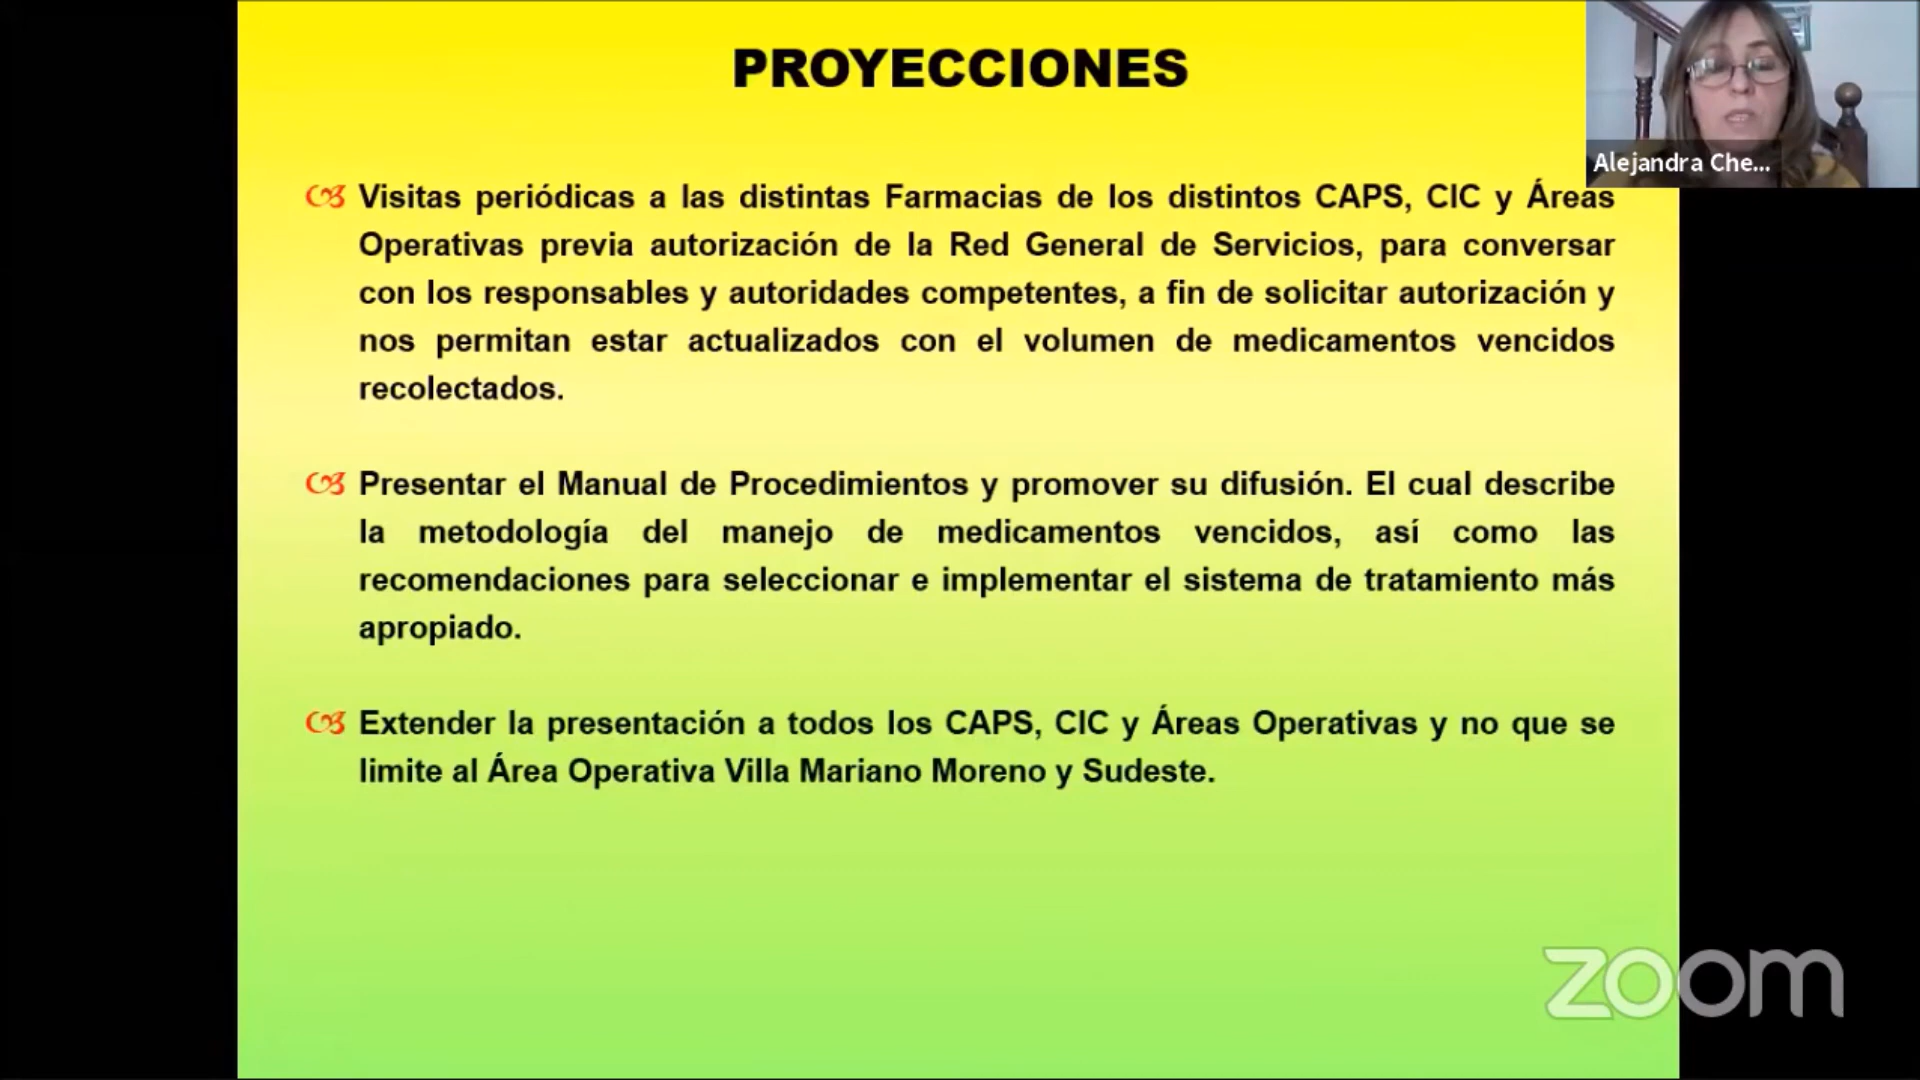 PROYECCIONES
Alejandra Che...
Visitas periódicas a las distintas Farmacias de los distintos CAPS, CIC y Áreas
Operativas previa autorización de la Red General de Servicios, para conversar
con los responsables y autoridades competentes, a fin de solicitar autorización y
nos permitan estar actualizados con el volumen de medicamentos vencidos
recolectados.
Presentar el Manual de Procedimientos y promover su difusión. El cual describe
la metodología del manejo de medicamentos vencidos, así como las
recomendaciones para seleccionar e implementar el sistema de tratamiento más
apropiado.
Extender la presentación a todos los CAPS, CIC y Áreas Operativas y no que se
limite al Área Operativa Villa Mariano Moreno y Sudeste.
zoom